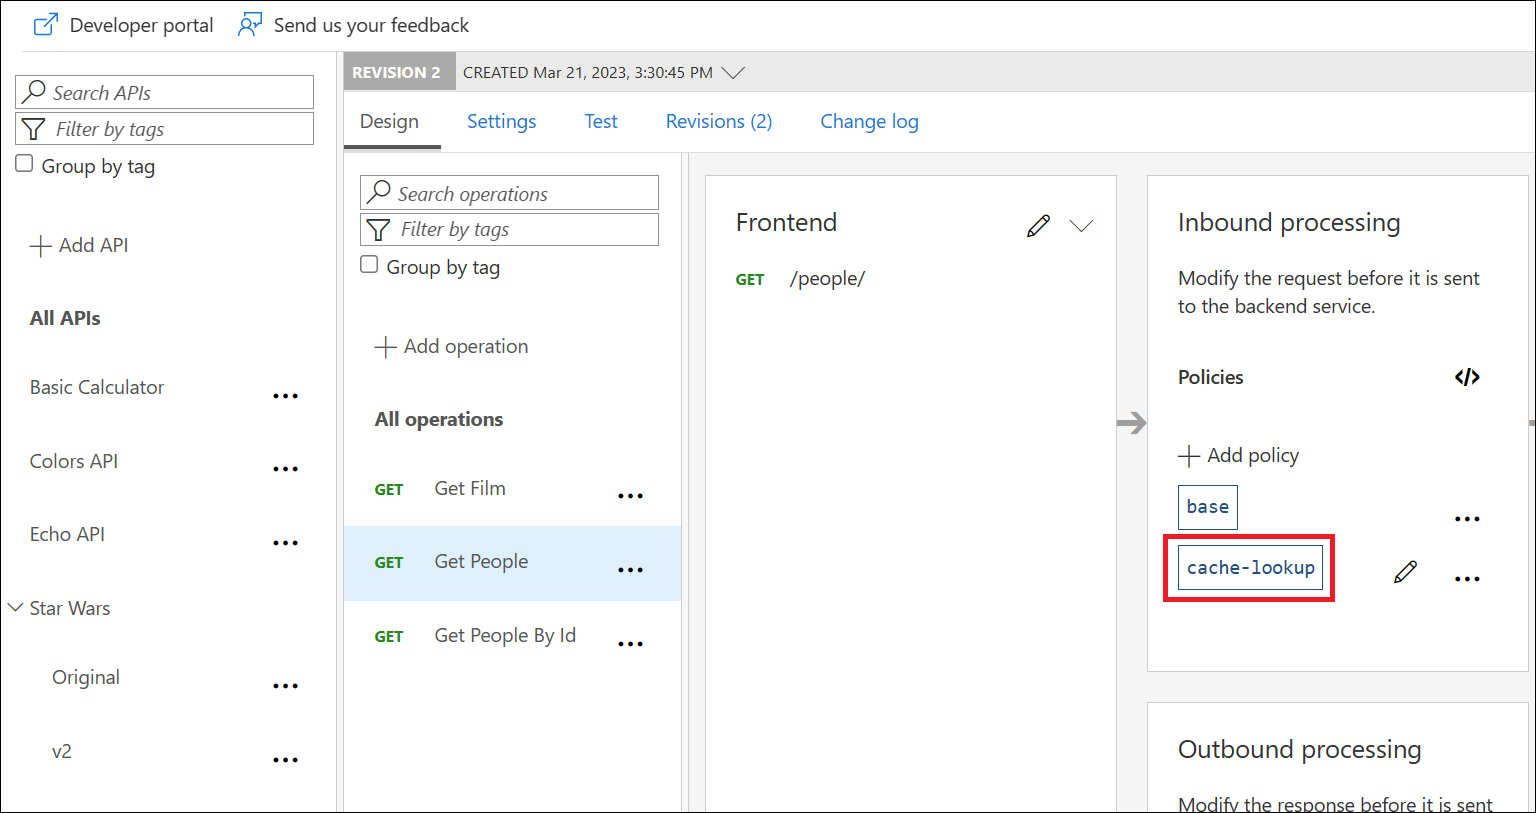 Developer portal
Send us your feedback
Search APIs
Filter by tags
Group by tag
Add API
All APIs
Basic Calculator
Colors API
Echo API
Star Wars
Original
v2
REVISION 2
CREATED Mar 21, 2023, 3:30:45 PM
Design
Settings
Test
Revisions (2)
Change log
Search operations
Filter by tags
Group by tag
Add operation
All operations
GET Get Film
GET Get People
GET Get People By Id
Frontend
GET /people/
Inbound processing
Modify the request before it is sent
to the backend service.
Policies </>
Add policy
base
cache-lookup
Outbound processing
Modify the response before it is sent